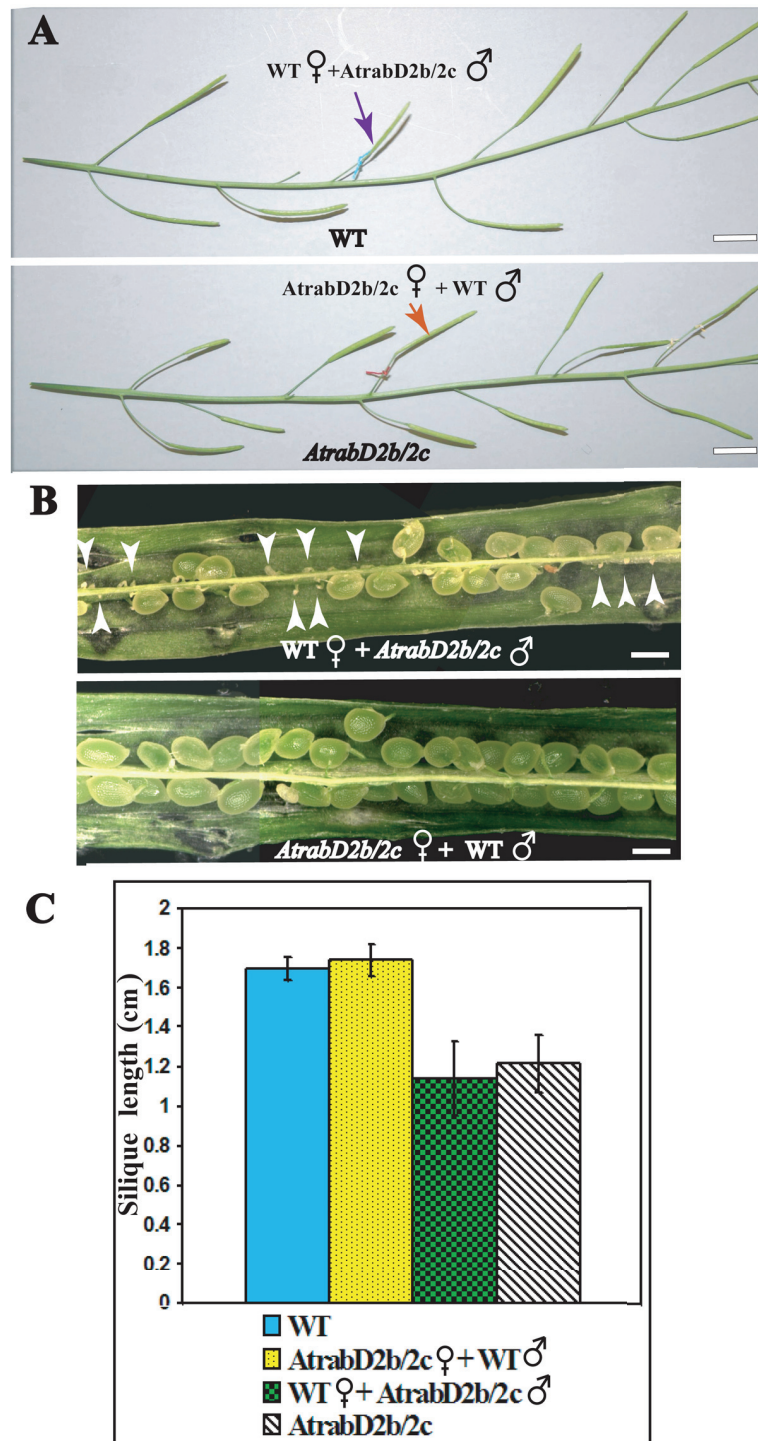 A
WT ♀+AtrabD2b/2c ♂
WT
AtrabD2b/2c ♀ + WT ♂
AtrabD2b/2c
B
WT ♀ + AtrabD2b/2c ♂
AtrabD2b/2c ♀ + WT ♂
C
Silique length (cm)
2
1.8
1.6
1.4
1.2
1
0.8
0.6
0.4
0.2
0
WT
AtrabD2b/2c♀+WT♂
WT♀+AtrabD2b/2c♂
AtrabD2b/2c